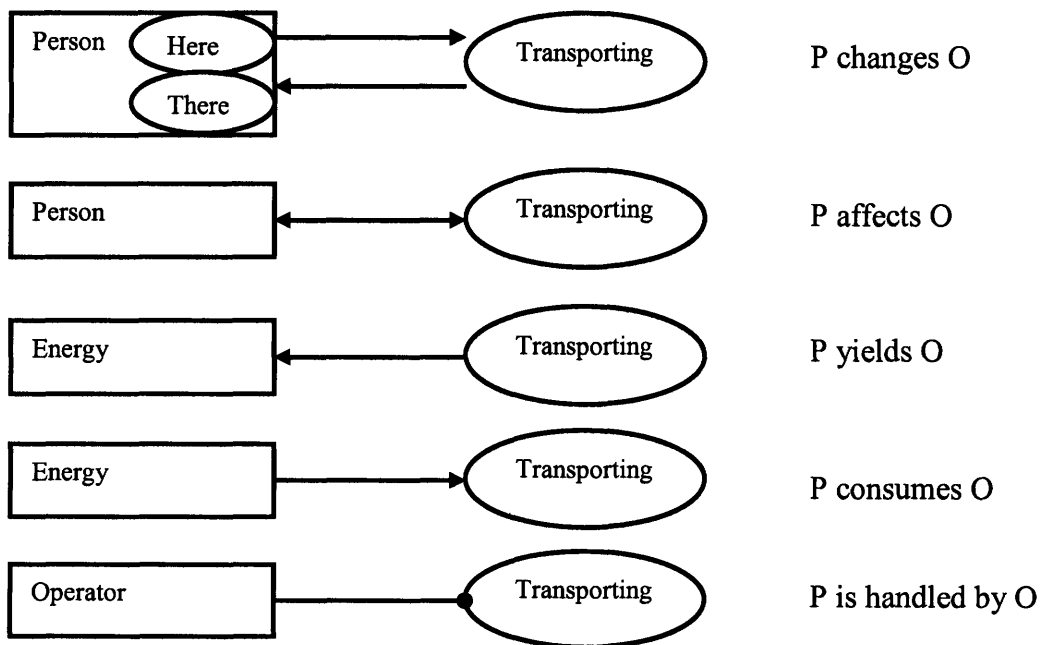 Person Here Transporting P changes O
There
Person Transporting P affects O
Energy Transporting P yields O
Energy Transporting P consumes O
Operator Transporting P is handled by O